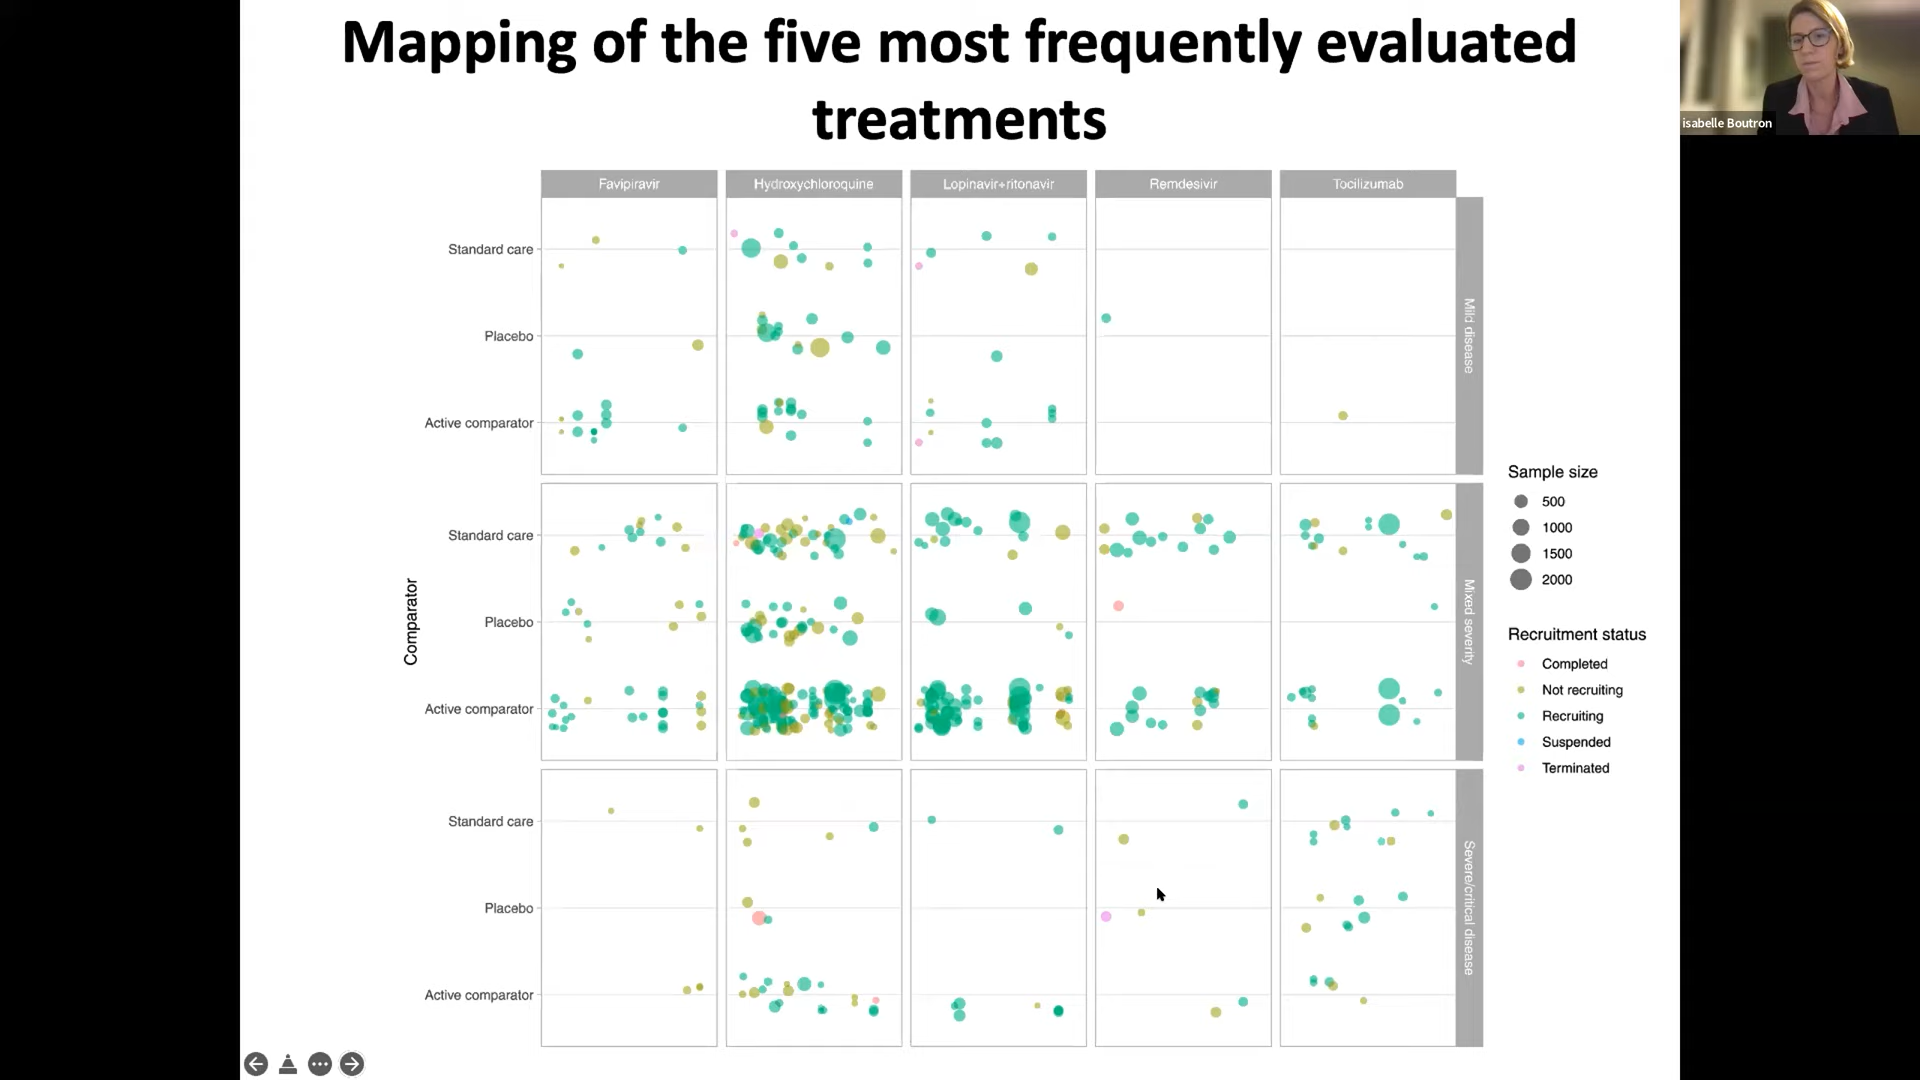 Mapping of the five most frequently evaluated
treatments
isabelle Boutron
Favipiravir
Hydroxychloroquine
Lopinavir+ritonavir
Remdesivir
Tocilizumab
Standard care
Placebo
Active comparator
Mild disease
Standard care
Placebo
Active comparator
Mixed severity
Standard care
Placebo
Active comparator
Severe/critical disease
Comparator
Sample size
500
1000
1500
2000
Recruitment status
Completed
Not recruiting
Recruiting
Suspended
Terminated